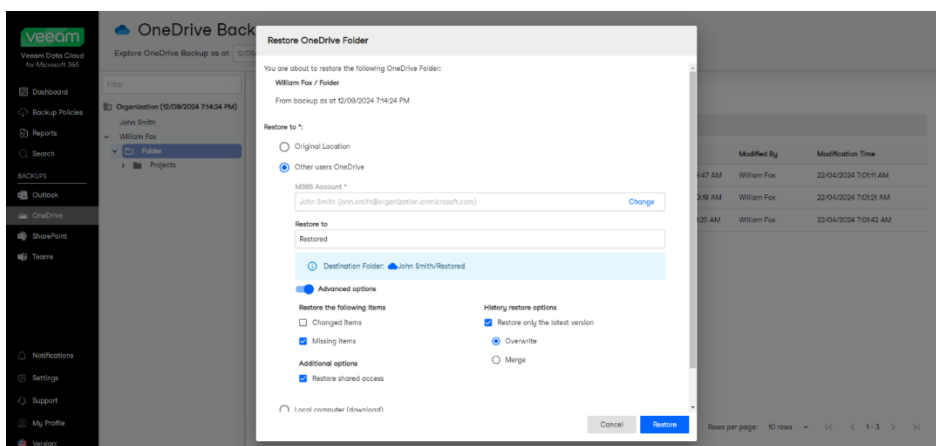 veeam
Veeam Data Cloud
for Microsoft 365
Dashboard
Backup Policies
Reports
Search
BACKUPS
Outlook
OneDrive
SharePoint
Teams
Notifications
Settings
Support
My Profile
Version:
OneDrive Back
Explore OneDrive Backup as at 12/09
Filter
Organization (12/09/2024 7:14:24 PM)
John Smith
William Fox
Folder
Projects
Restore OneDrive Folder
You are about to restore the following OneDrive Folder:
William Fox / Folder
From backup as at 12/09/2024 7:14:24 PM
Restore to *:
Original Location
Other users OneDrive
M365 Account *
John Smith (john.smith@organization.onmicrosoft.com) Change
Restore to
Restored
Destination Folder: John Smith/Restored
Advanced options
Restore the following items
Changed items
Missing items
Additional options
Restore shared access
History restore options
Restore only the latest version
Overwrite
Merge
Local computer (download)
Cancel Restore
Modified By Modification Time
:47 AM William Fox 22/04/2024 7:01:11 AM
William Fox 22/04/2024 7:01:21 AM
William Fox 22/04/2024 7:01:42 AM
Rows per page: 10 rows 1-3